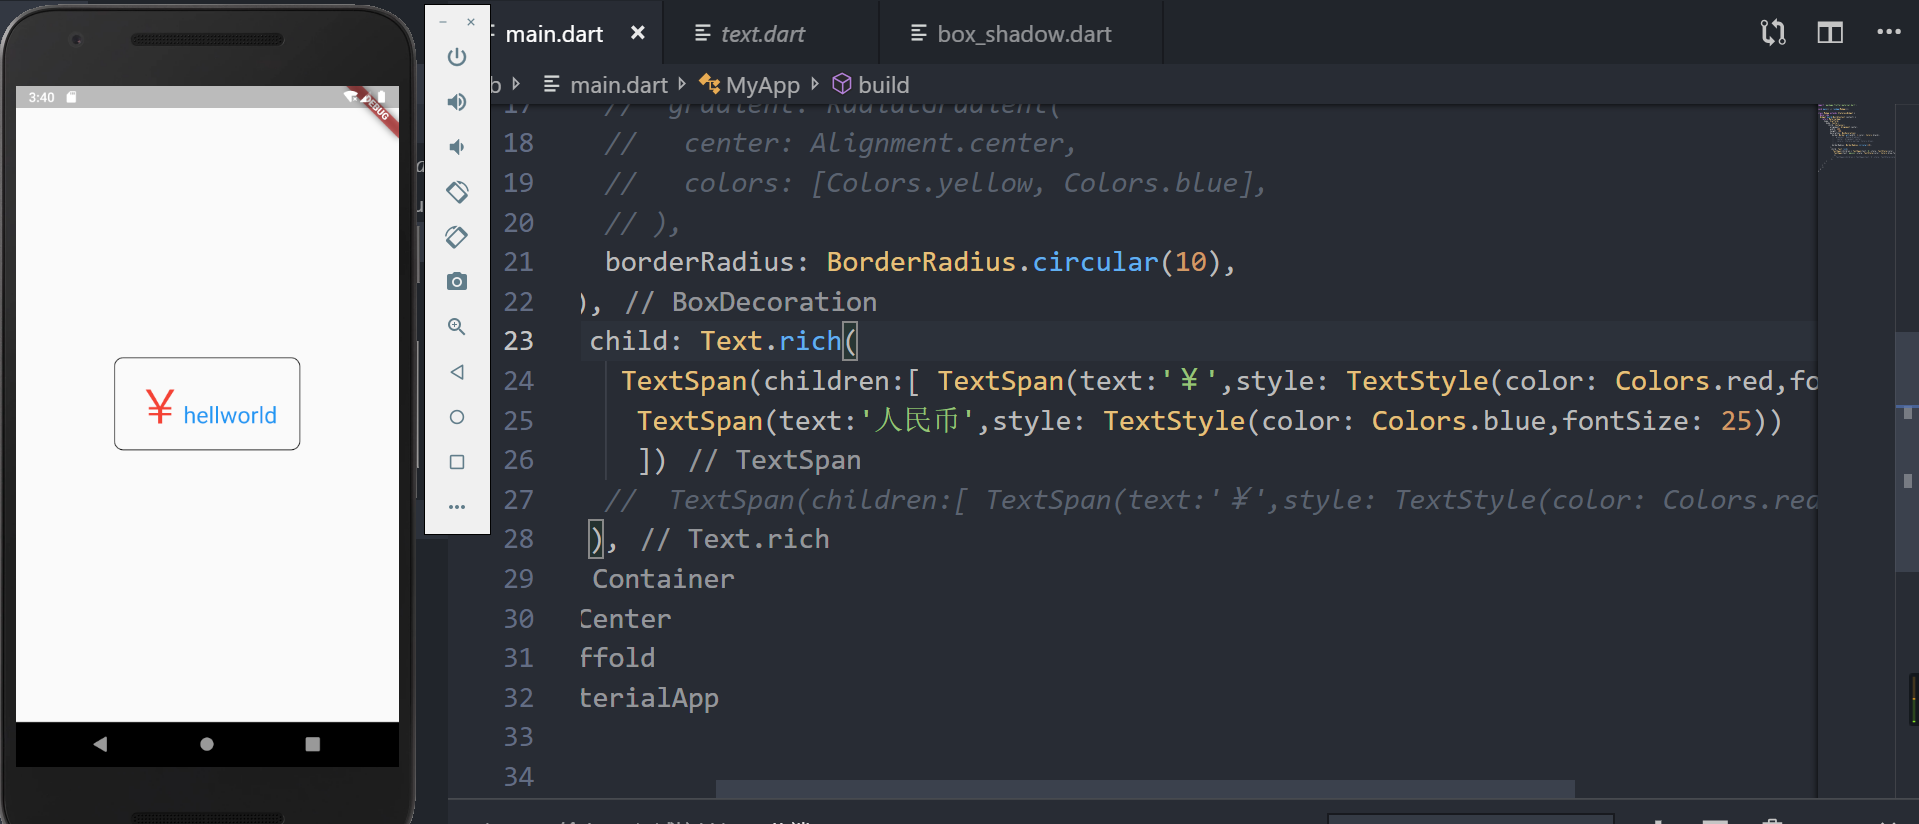 3:40
DEBUG
¥ hellworld
main.dart
text.dart
box_shadow.dart
b > main.dart > MyApp > build
17 // gradient: RadialGradient(
18 // center: Alignment.center,
19 // colors: [Colors.yellow, Colors.blue],
20 // ),
21 borderRadius: BorderRadius.circular(10),
22 ), // BoxDecoration
23 child: Text.rich(
24 TextSpan(children:[ TextSpan(text:'¥',style: TextStyle(color: Colors.red,fo
25 TextSpan(text:'人民币',style: TextStyle(color: Colors.blue,fontSize: 25))
26 ]) // TextSpan
27 // TextSpan(children:[ TextSpan(text:'¥',style: TextStyle(color: Colors.red
28 ), // Text.rich
29 Container
30 Center
31 ffold
32 terialApp
33
34